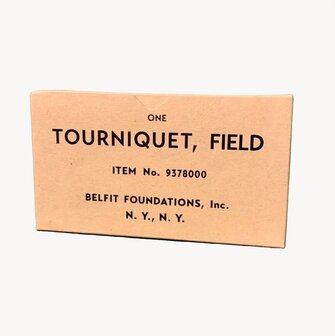 ONE
TOURNIQUET, FIELD
ITEM No. 9378000
BELFIT FOUNDATIONS, Inc.
N. Y., N. Y.